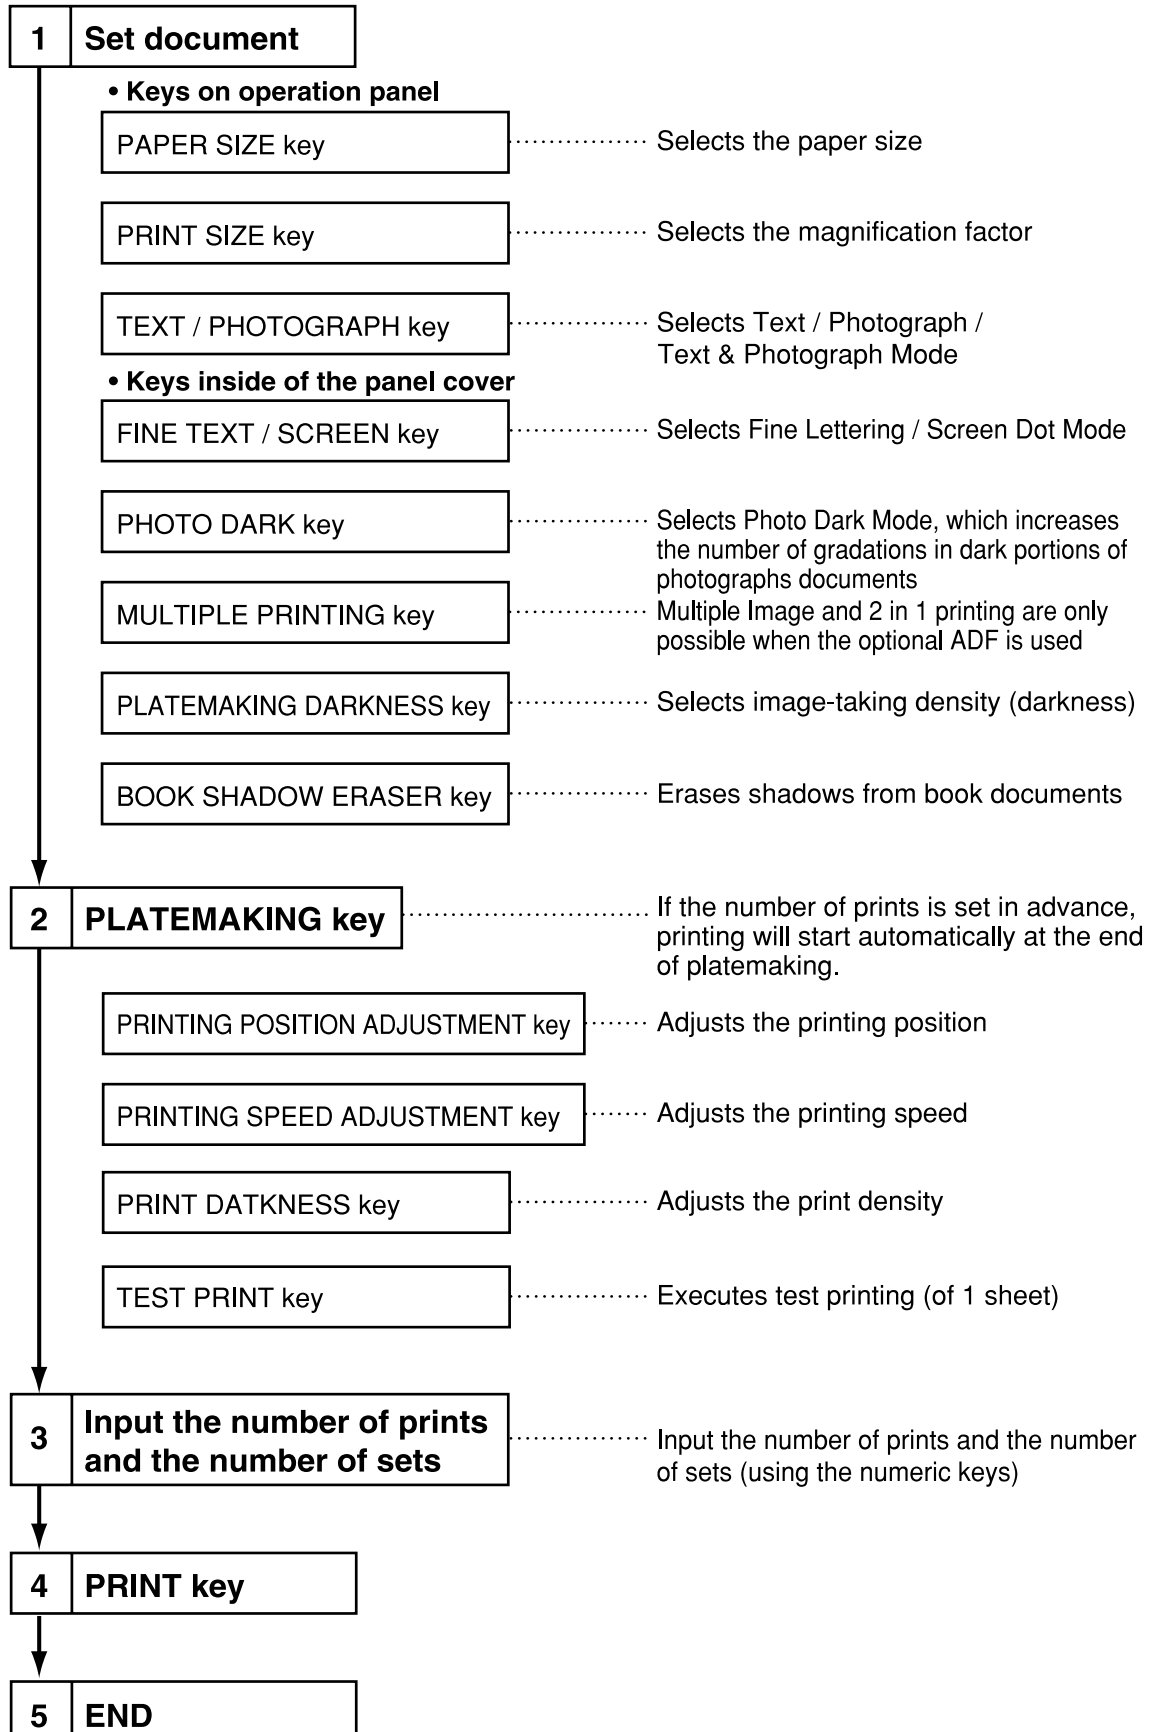 1 Set document
• Keys on operation panel
PAPER SIZE key ................ Selects the paper size
PRINT SIZE key ................ Selects the magnification factor
TEXT / PHOTOGRAPH key ................ Selects Text / Photograph /
Text & Photograph Mode
• Keys inside of the panel cover
FINE TEXT / SCREEN key ................ Selects Fine Lettering / Screen Dot Mode
PHOTO DARK key ................ Selects Photo Dark Mode, which increases
the number of gradations in dark portions of
photographs documents
MULTIPLE PRINTING key ................ Multiple Image and 2 in 1 printing are only
possible when the optional ADF is used
PLATEMAKING DARKNESS key ................ Selects image-taking density (darkness)
BOOK SHADOW ERASER key ................ Erases shadows from book documents
2 PLATEMAKING key ............................. If the number of prints is set in advance,
printing will start automatically at the end
of platemaking.
PRINTING POSITION ADJUSTMENT key ........ Adjusts the printing position
PRINTING SPEED ADJUSTMENT key ........ Adjusts the printing speed
PRINT DATKNESS key ................ Adjusts the print density
TEST PRINT key ................ Executes test printing (of 1 sheet)
3 Input the number of prints
and the number of sets ................ Input the number of prints and the number
of sets (using the numeric keys)
4 PRINT key
5 END